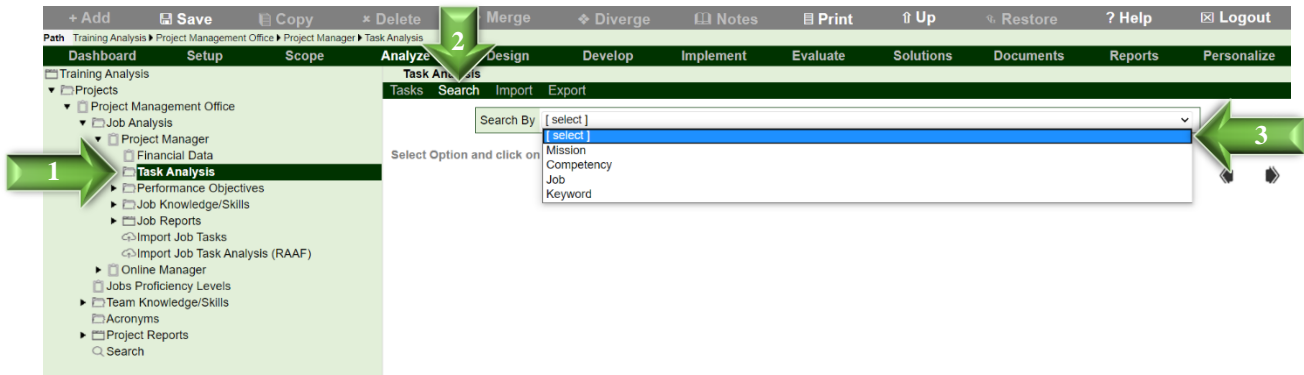 + Add Save Copy × Delete Merge Diverge Notes Print Up Restore ? Help Logout
Path Training Analysis Project Management Office Project Manager Task Analysis
2
Dashboard Setup Scope Analyze Design Develop Implement Evaluate Solutions Documents Reports Personalize
Training Analysis
Task Analysis
Projects
Tasks Search Import Export
Project Management Office
Search By [ select ]
Job Analysis
[ select ]
3
Project Manager
Mission
Financial Data
Select Option and click on
Competency
1
Task Analysis
Job
Performance Objectives
Keyword
Job Knowledge/Skills
Job Reports
Import Job Tasks
Import Job Task Analysis (RAAF)
Online Manager
Jobs Proficiency Levels
Team Knowledge/Skills
Acronyms
Project Reports
Search